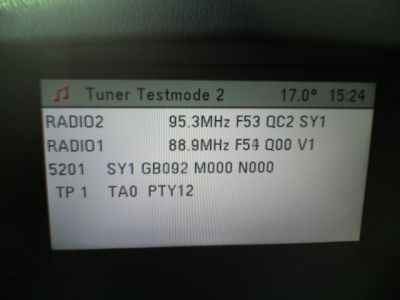 Tuner Testmode 2 17.0° 15:24
RADIO2 95.3MHz F53 QC2 SY1
RADIO1 88.9MHz F54 Q00 V1
5201 SY1 GB092 M000 N000
TP 1 TA0 PTY12